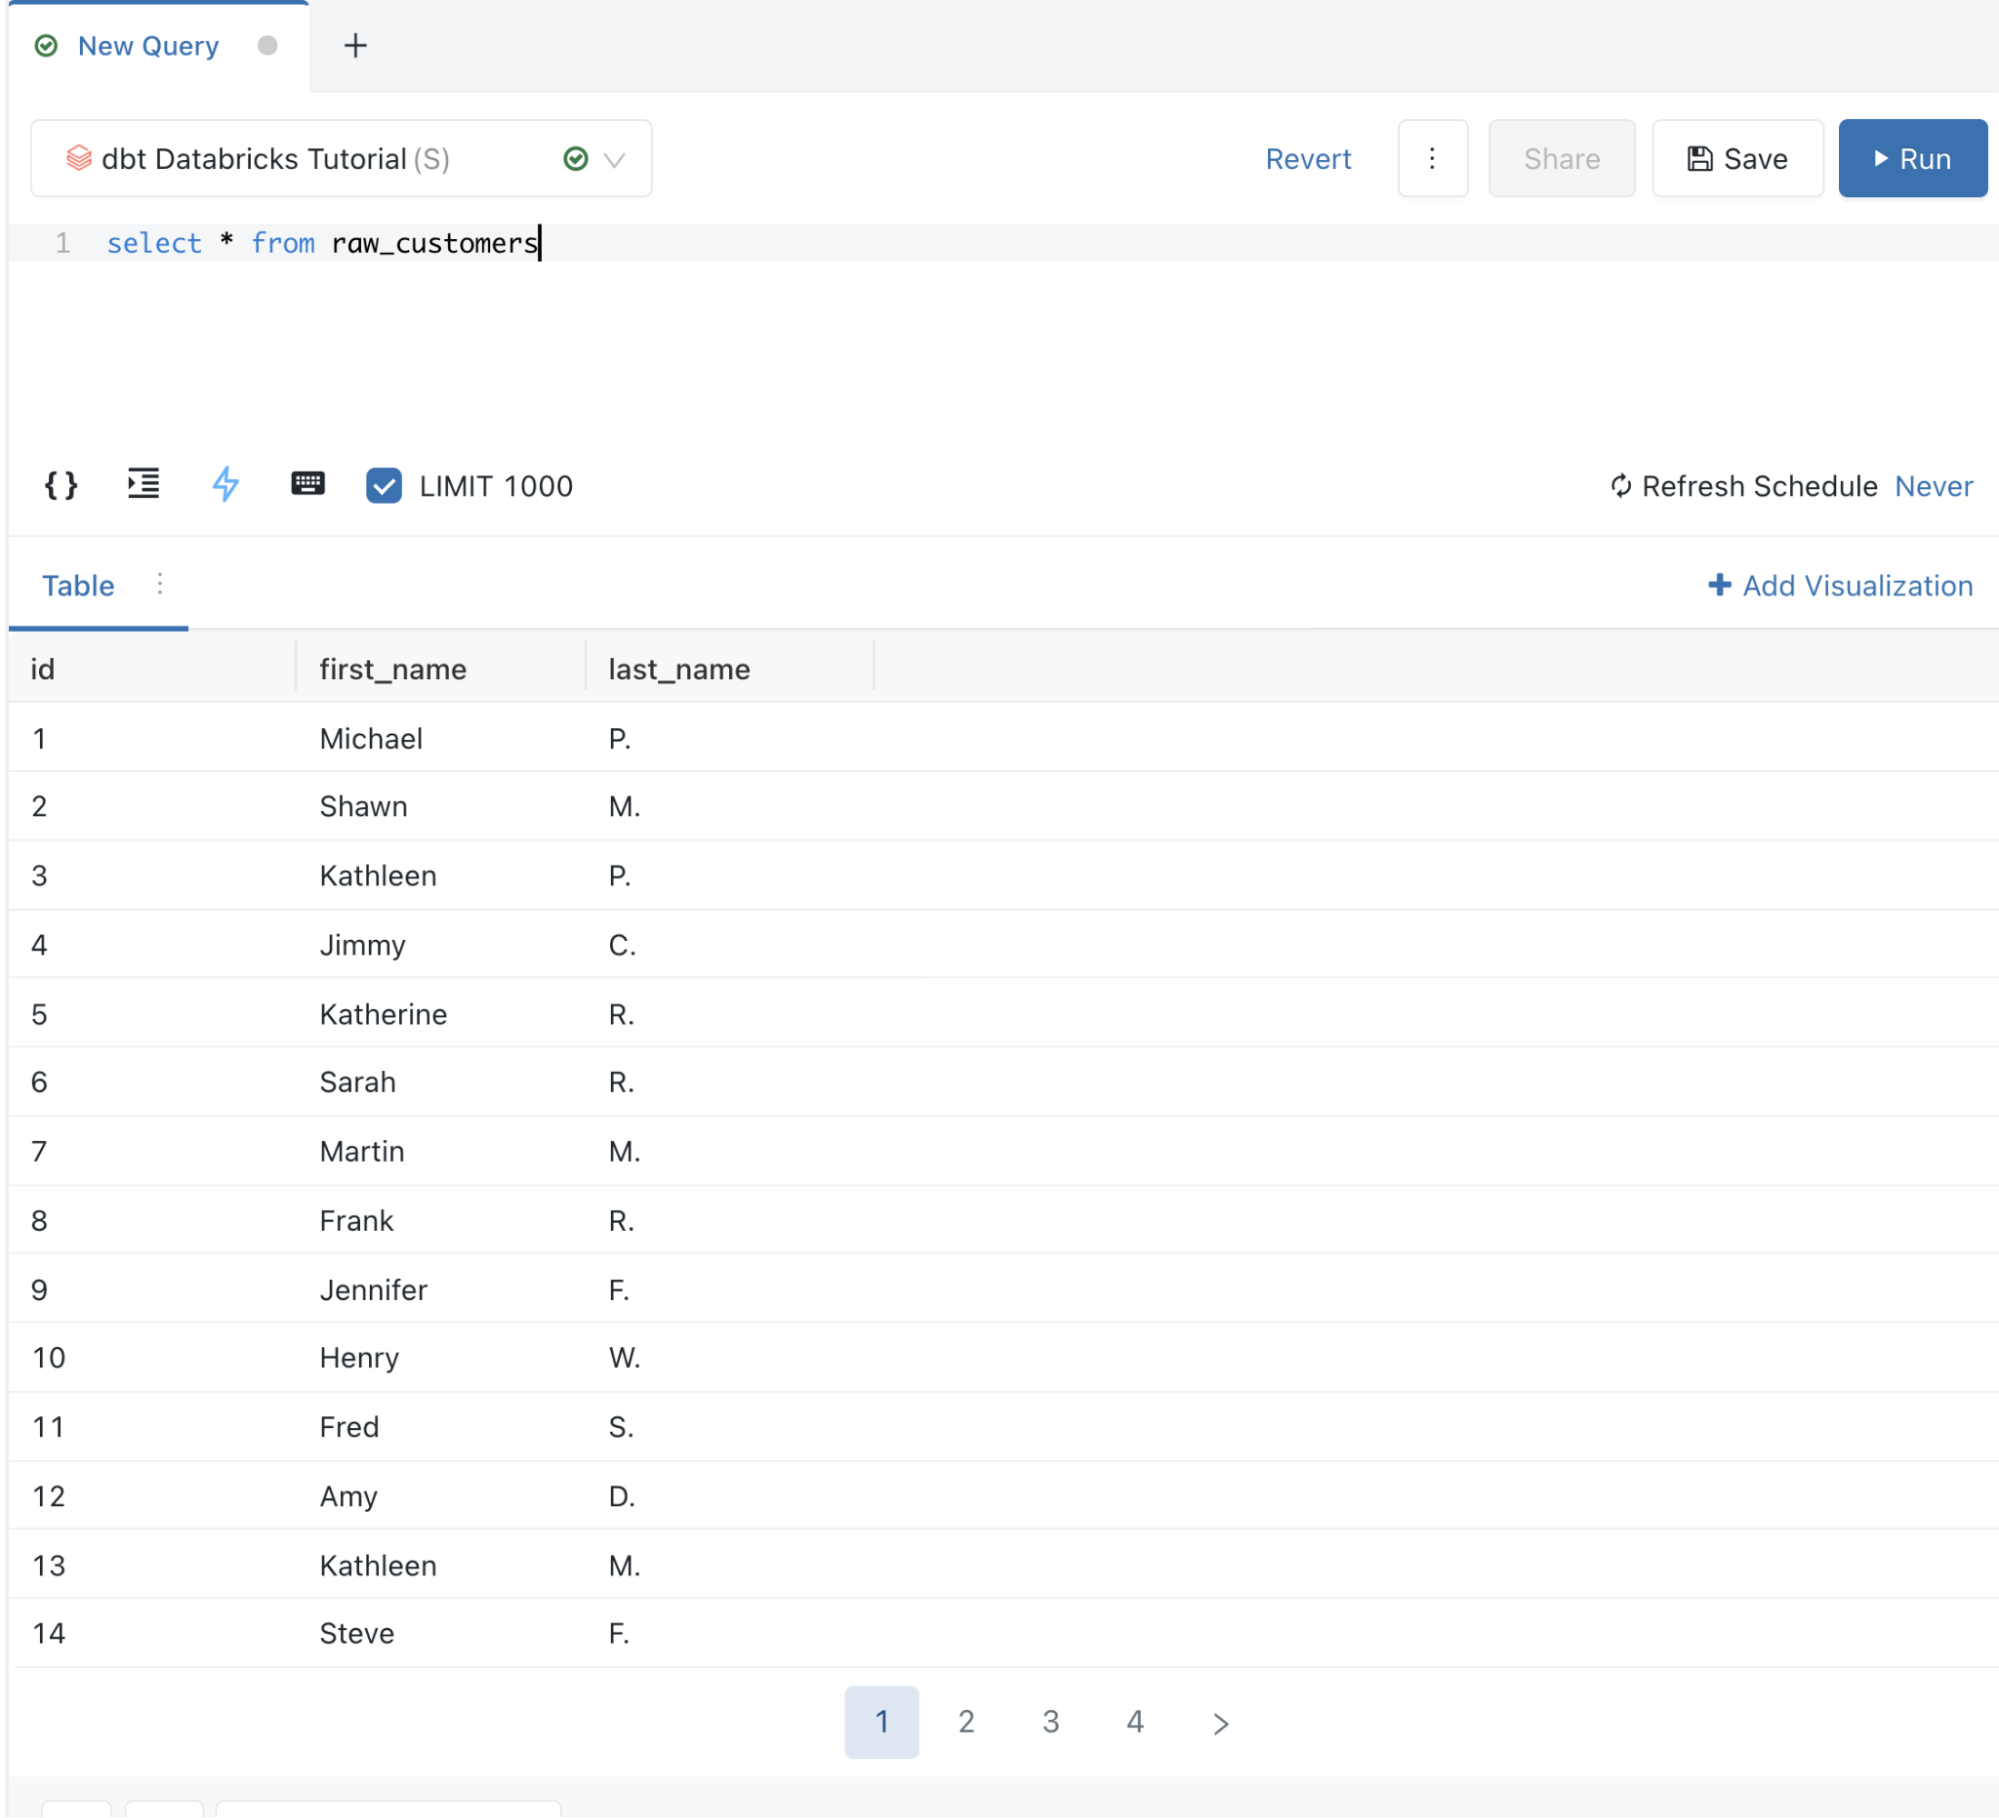 New Query +
dbt Databricks Tutorial (S) Revert Share Save Run
1 select * from raw_customers
{ } LIMIT 1000 Refresh Schedule Never
Table + Add Visualization
id first_name last_name
1 Michael P.
2 Shawn M.
3 Kathleen P.
4 Jimmy C.
5 Katherine R.
6 Sarah R.
7 Martin M.
8 Frank R.
9 Jennifer F.
10 Henry W.
11 Fred S.
12 Amy D.
13 Kathleen M.
14 Steve F.
1 2 3 4 >